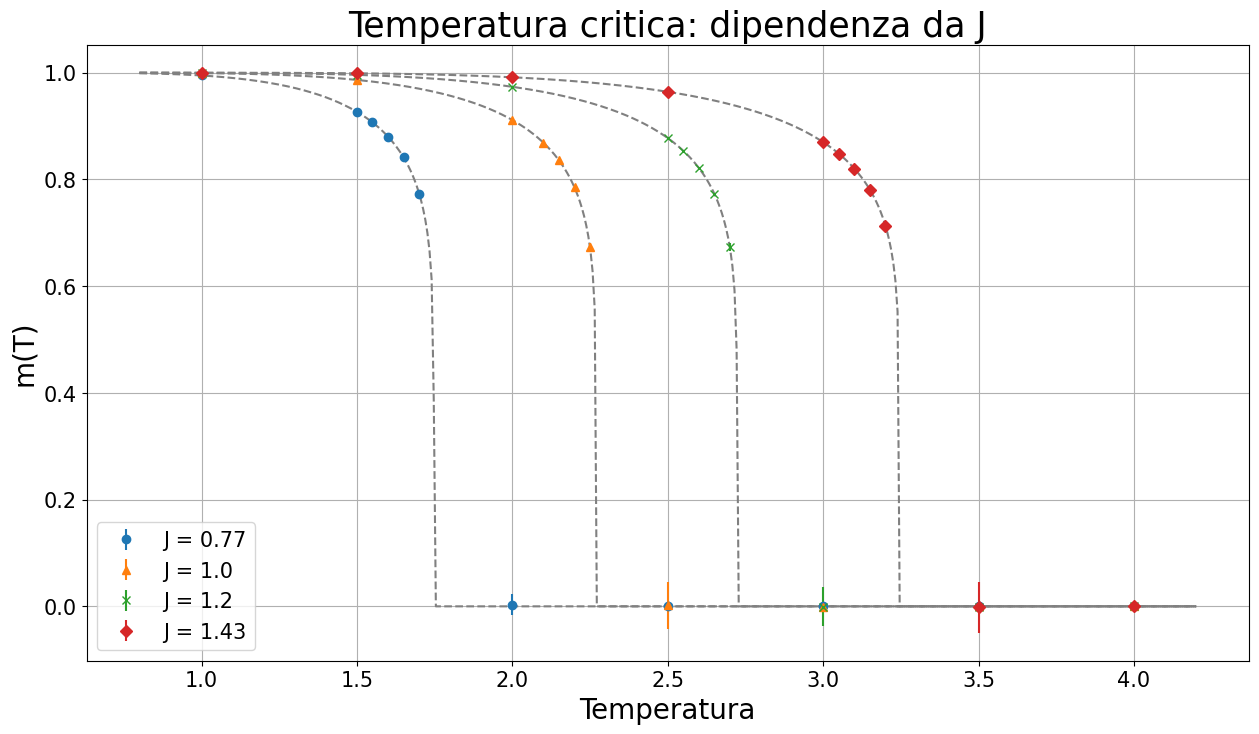 Temperatura critica: dipendenza da J
m(T)
1.0
0.8
0.6
0.4
0.2
0.0
J = 0.77
J = 1.0
J = 1.2
J = 1.43
1.0 1.5 2.0 2.5 3.0 3.5 4.0
Temperatura